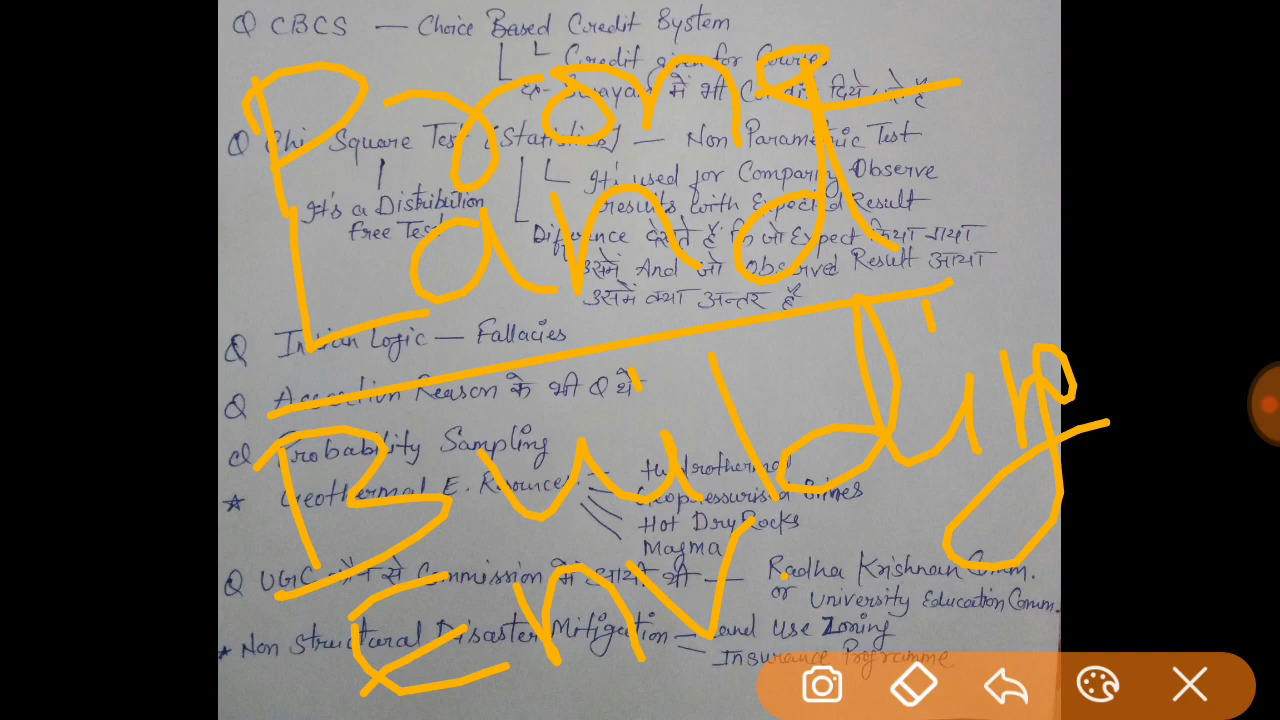 Q CBCS — Choice Based Credit System
Credit given for Course
Swayam में भी Credit दिये जाते हैं
Q Chi Square Test [Statistics] — Non Parametric Test
It's used for Comparing Observe
results with Expected Result
It's a Distribution
free Test
Difference देखते हैं कि जो Expect किया गया
उसमें And जो Observed Result आया
उसमें क्या अन्तर है
Q Indian Logic — Fallacies
Q Assertion Reason के भी Q थे
Q Probability Sampling
* Geothermal E. Resources — Hydrothermal
Geopressurised Brines
Hot Dry Rocks
Magma
Q UGC कौन से Commission में आयी थी — Radha Krishnan Comm.
or University Education Comm.
* Non Structural Disaster Mitigation — Land Use Zoning
Insurance Programme
Prong
Land
Building
Env